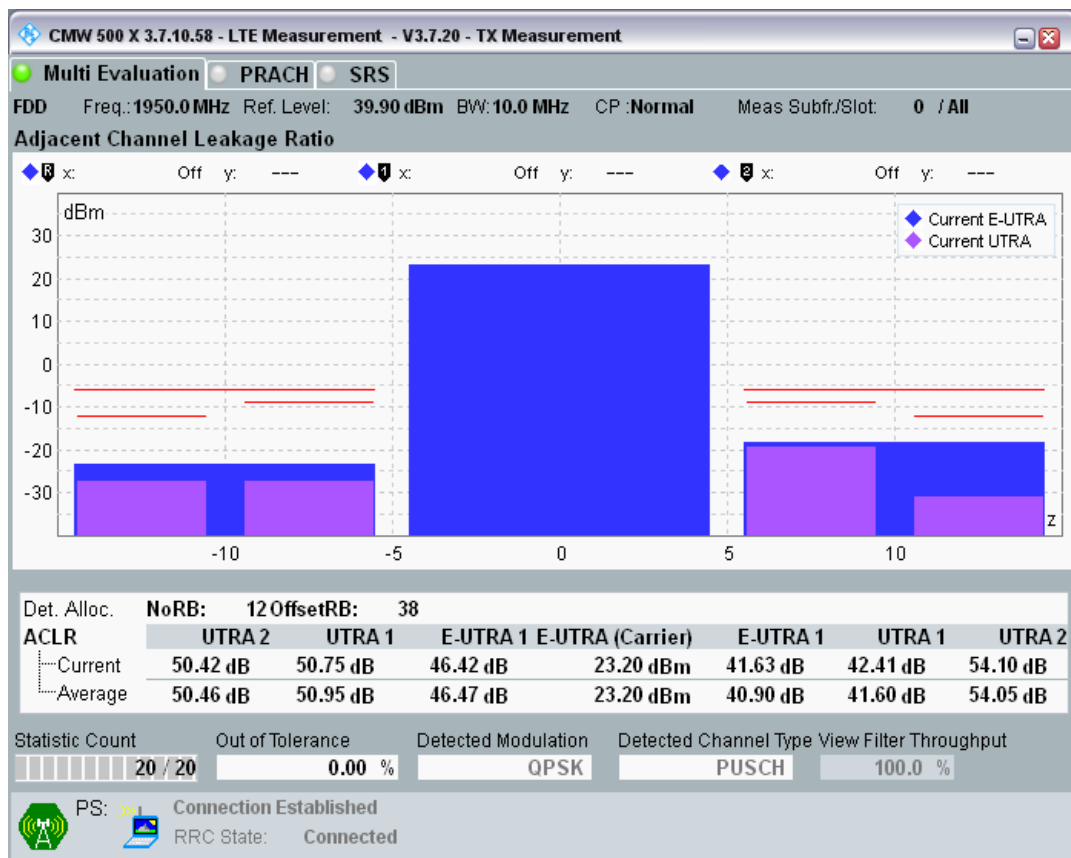 CMW 500 X 3.7.10.58 - LTE Measurement - V3.7.20 - TX Measurement
Multi Evaluation PRACH SRS
FDD Freq.: 1950.0 MHz Ref. Level: 39.90 dBm BW: 10.0 MHz CP :Normal Meas Subfr./Slot: 0 / All
Adjacent Channel Leakage Ratio
R x: Off y: --- 1 x: Off y: --- 2 x: Off y: ---
dBm
Current E-UTRA
Current UTRA
30
20
10
0
-10
-20
-30
z
-10 -5 0 5 10
Det. Alloc. NoRB: 12 OffsetRB: 38
ACLR UTRA 2 UTRA 1 E-UTRA 1 E-UTRA (Carrier) E-UTRA 1 UTRA 1 UTRA 2
Current 50.42 dB 50.75 dB 46.42 dB 23.20 dBm 41.63 dB 42.41 dB 54.10 dB
Average 50.46 dB 50.95 dB 46.47 dB 23.20 dBm 40.90 dB 41.60 dB 54.05 dB
Statistic Count Out of Tolerance Detected Modulation Detected Channel Type View Filter Throughput
20 / 20 0.00 % QPSK PUSCH 100.0 %
PS: Connection Established
RRC State: Connected